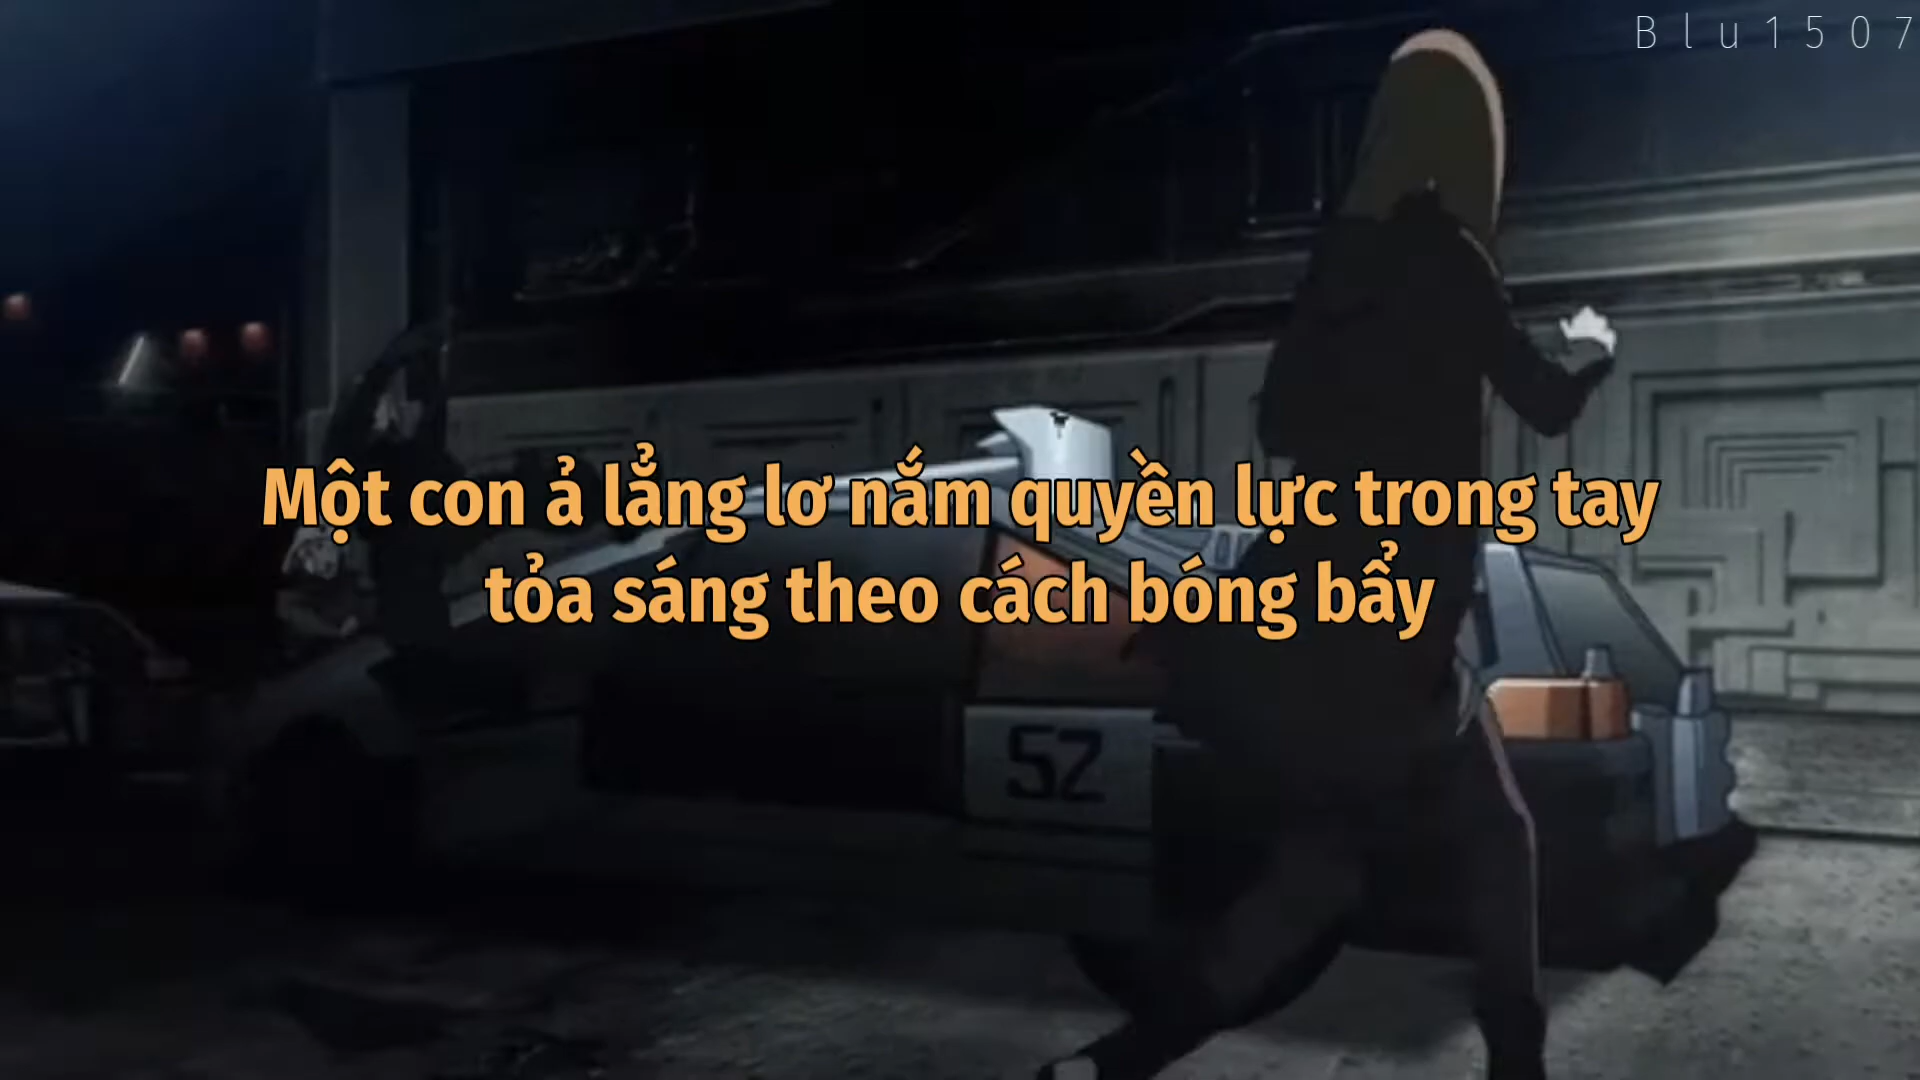 Blu1507
Một con ả lẳng lơ nắm quyền lực trong tay
tỏa sáng theo cách bóng bẩy
52